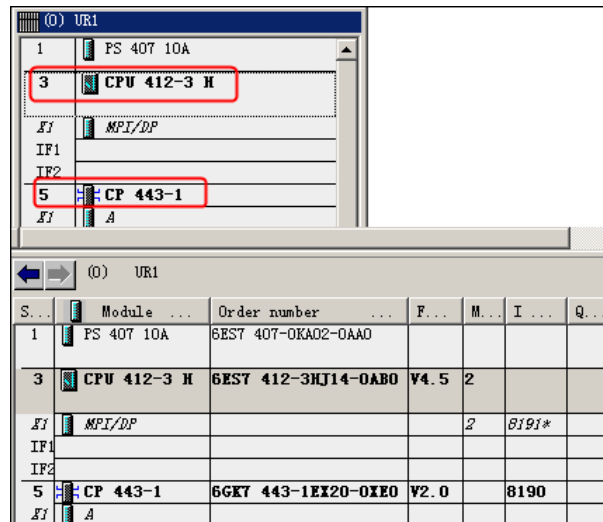 (0) UR1
1 PS 407 10A
3 CPU 412-3 H
X1 MPI/DP
IF1
IF2
5 CP 443-1
X1 A
(0) UR1
S... Module ... Order number ... F... M... I ... Q...
1 PS 407 10A 6ES7 407-0KA02-0AA0
3 CPU 412-3 H 6ES7 412-3HJ14-0AB0 V4.5 2
X1 MPI/DP 2 8191*
IF1
IF2
5 CP 443-1 6GK7 443-1EX20-0XE0 V2.0 8190
X1 A